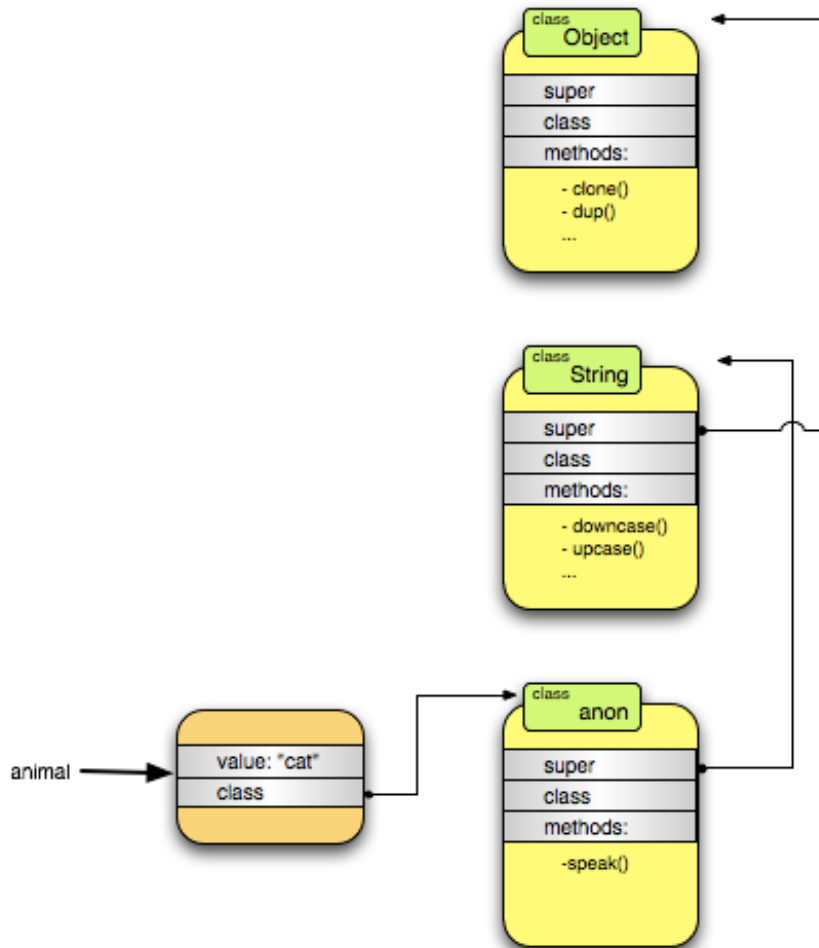 class
Object
super
class
methods:
- clone()
- dup()
...
class
String
super
class
methods:
- downcase()
- upcase()
...
animal
value: "cat"
class
class
anon
super
class
methods:
-speak()